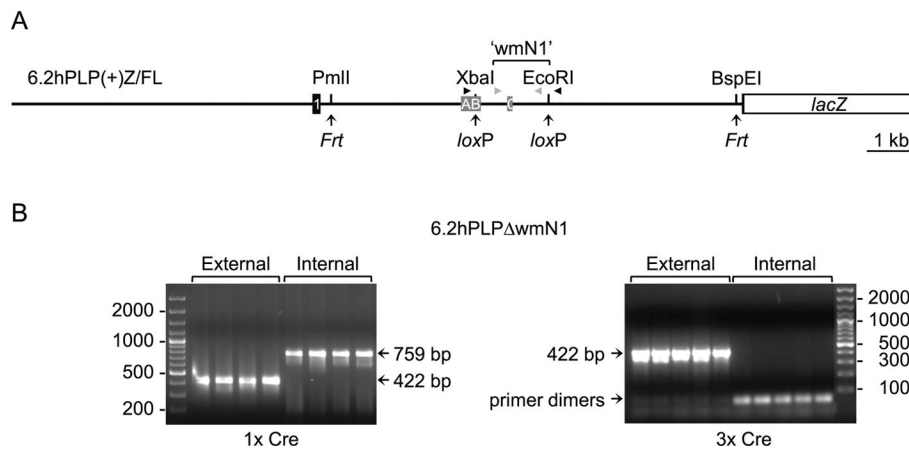 A
'wmN1'
6.2hPLP(+)Z/FL
PmlI
XbaI
EcoRI
BspEI
1
AB
C
lacZ
Frt
loxP
loxP
Frt
1 kb
B
6.2hPLPΔwmN1
External
Internal
2000 -
1000 -
500 -
200 -
759 bp
422 bp
1x Cre
External
Internal
422 bp
primer dimers
- 2000
- 1000
- 500
- 300
- 100
3x Cre